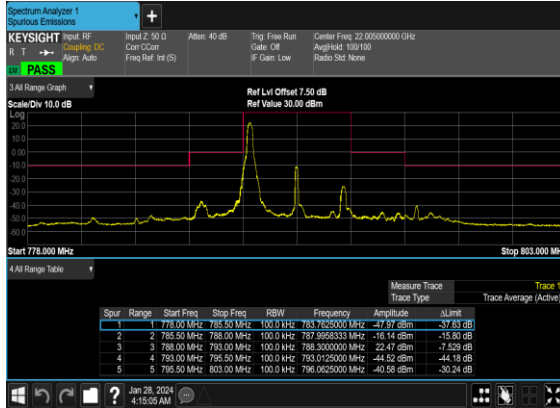 Spectrum Analyzer 1
Spurious Emissions
+
KEYSIGHT Input: RF Input Z: 50 Ω Atten: 40 dB Trig: Free Run Center Freq: 22.005000000 GHz
R T Coupling: DC Corr CCorr Gate: Off Avg|Hold: 100/100
Align: Auto Freq Ref: Int (S) IF Gain: Low Radio Std: None
PASS
3 All Range Graph Ref Lvl Offset 7.50 dB
Scale/Div 10.0 dB Ref Value 30.00 dBm
Log
20.0
10.0
0.00
-10.0
-20.0
-30.0
-40.0
-50.0
-60.0
Start 778.000 MHz Stop 803.000 MH
4 All Range Table
Measure Trace Trace 1
Trace Type Trace Average (Active)
Spur Range Start Freq Stop Freq RBW Frequency Amplitude ΔLimit
1 1 778.00 MHz 785.50 MHz 100.0 kHz 783.7625000 MHz -47.97 dBm -37.63 dB
2 2 785.50 MHz 788.00 MHz 100.0 kHz 787.9958333 MHz -16.14 dBm -15.80 dB
3 3 788.00 MHz 793.00 MHz 100.0 kHz 788.3000000 MHz 22.47 dBm -7.529 dB
4 4 793.00 MHz 795.50 MHz 100.0 kHz 793.0125000 MHz -44.52 dBm -44.18 dB
5 5 795.50 MHz 803.00 MHz 100.0 kHz 796.0625000 MHz -40.58 dBm -30.24 dB
? Jan 28, 2024
4:15:05 AM